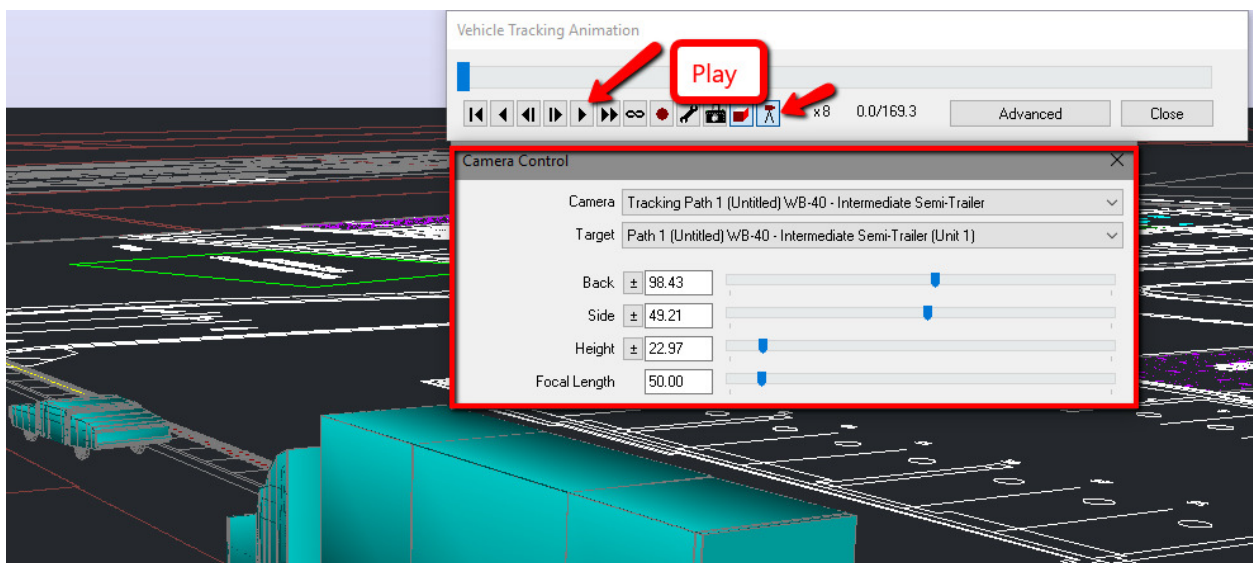 Vehicle Tracking Animation
Play
x8 0.0/169.3 Advanced Close
Camera Control
Camera Tracking Path 1 (Untitled) WB-40 - Intermediate Semi-Trailer
Target Path 1 (Untitled) WB-40 - Intermediate Semi-Trailer (Unit 1)
Back ± 98.43
Side ± 49.21
Height ± 22.97
Focal Length 50.00